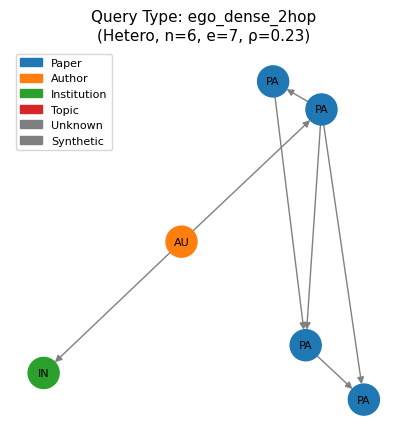 Query Type: ego_dense_2hop
(Hetero, n=6, e=7, ρ=0.23)
Paper
Author
Institution
Topic
Unknown
Synthetic
PA
PA
AU
PA
IN
PA